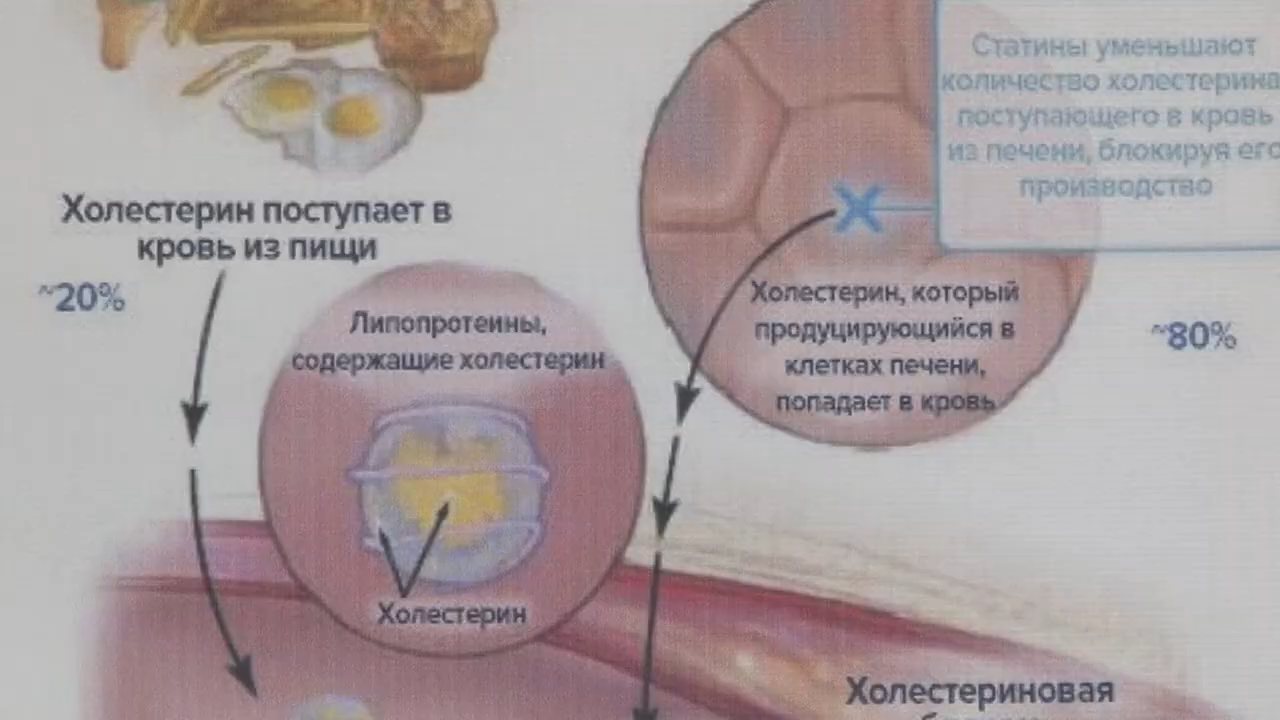 Статины уменьшают
количество холестерина
поступающего в кровь
из печени, блокируя его
производство
Холестерин поступает в
кровь из пищи
~20%
Липопротеины,
содержащие холестерин
Холестерин
Холестерин, который
продуцирующийся в
клетках печени,
попадает в кровь
~80%
Холестериновая